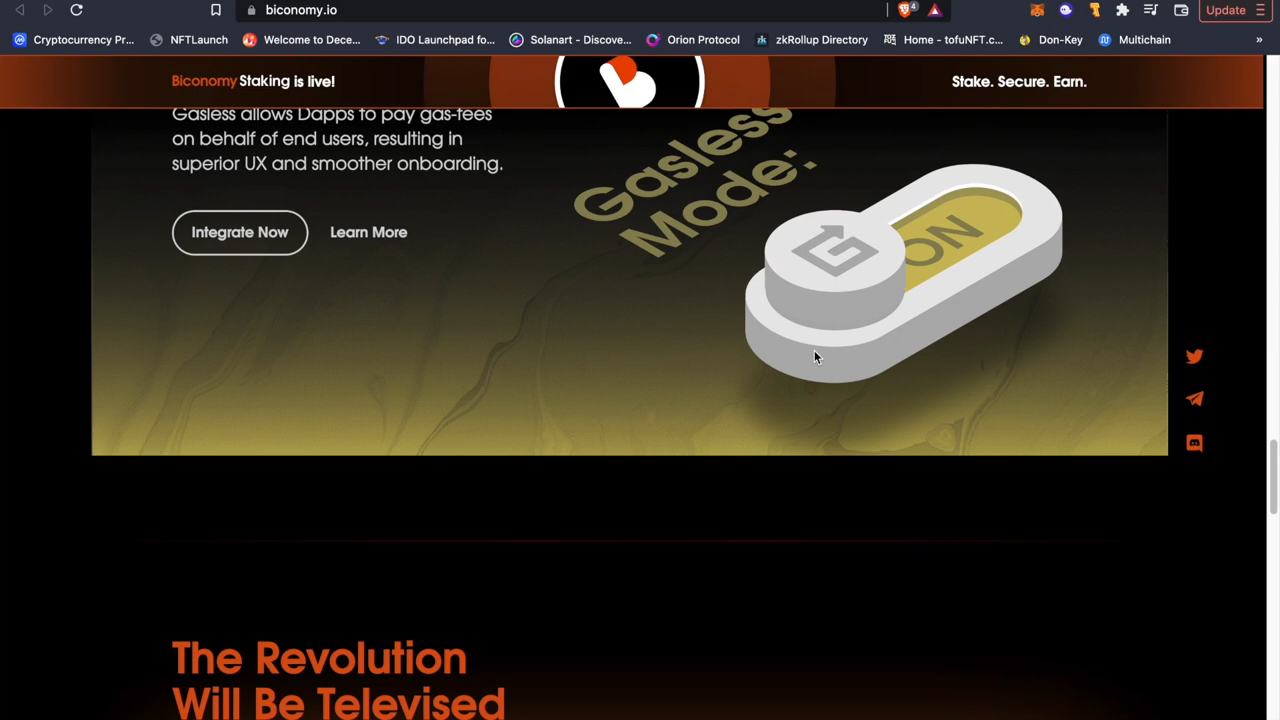 biconomy.io
4
Update
Cryptocurrency Pr...
NFTLaunch
Welcome to Dece...
IDO Launchpad fo...
Solanart - Discove...
Orion Protocol
zk
zkRollup Directory
Home - tofuNFT.c...
Don-Key
Multichain
»
Biconomy Staking is live!
Stake. Secure. Earn.
Gasless allows Dapps to pay gas-fees
on behalf of end users, resulting in
superior UX and smoother onboarding.
Integrate Now
Learn More
Gasless
Mode:
G
ON
The Revolution
Will Be Televised